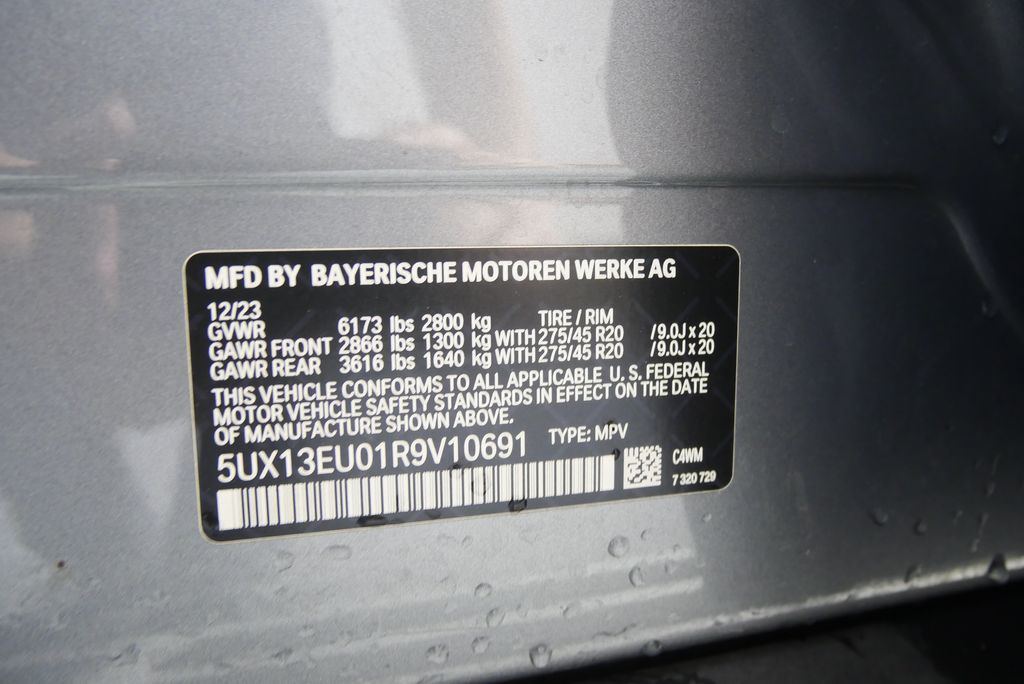 MFD BY BAYERISCHE MOTOREN WERKE AG
12/23 TIRE / RIM
GVWR 6173 lbs 2800 kg
GAWR FRONT 2866 lbs 1300 kg WITH 275/45 R20 /9.0J x 20
GAWR REAR 3616 lbs 1640 kg WITH 275/45 R20 /9.0J x 20
THIS VEHICLE CONFORMS TO ALL APPLICABLE U.S. FEDERAL
MOTOR VEHICLE SAFETY STANDARDS IN EFFECT ON THE DATE
OF MANUFACTURE SHOWN ABOVE.
5UX13EU01R9V10691 TYPE: MPV
C4WM
7 320 729